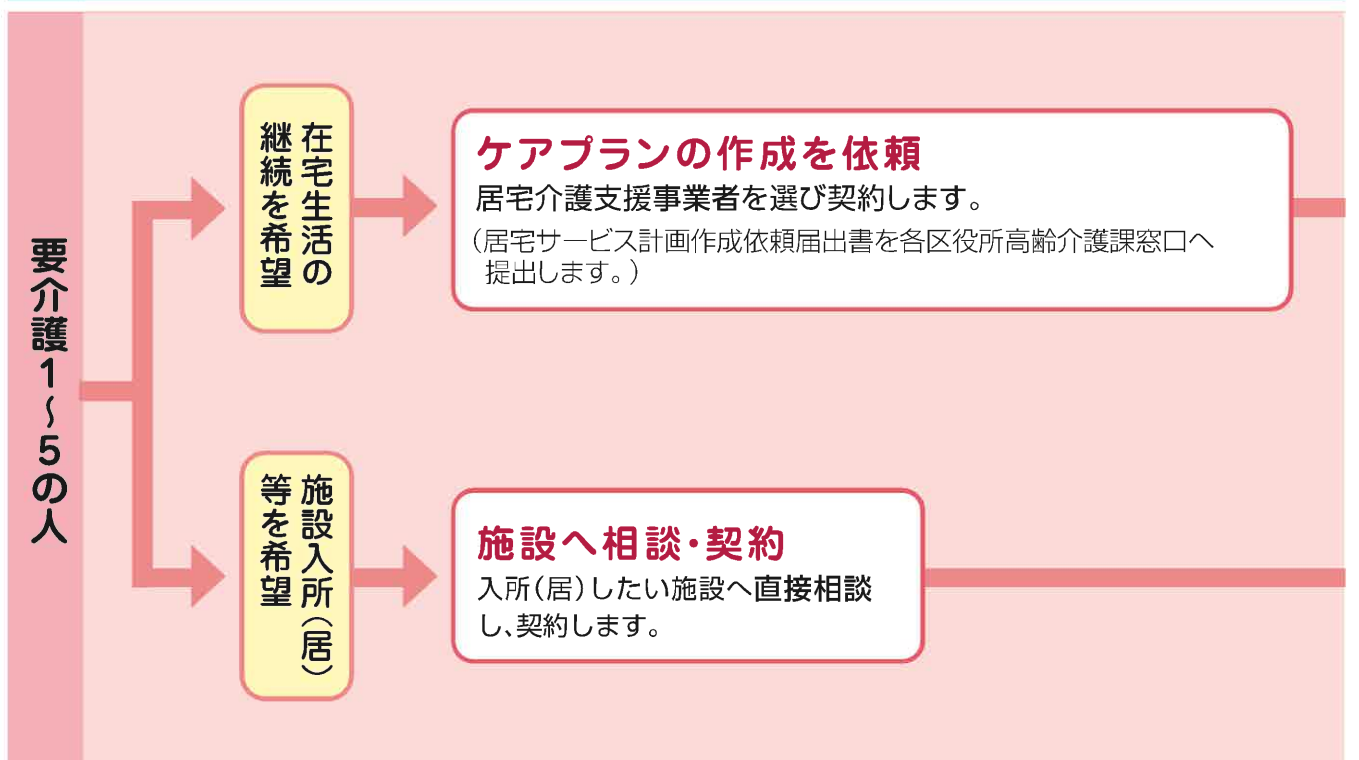 要介護1～5の人
在宅生活の
継続を希望
ケアプランの作成を依頼
居宅介護支援事業者を選び契約します。
(居宅サービス計画作成依頼届出書を各区役所高齢介護課窓口へ
提出します。)
施設入所(居)
等を希望
施設へ相談・契約
入所(居)したい施設へ直接相談
し、契約します。